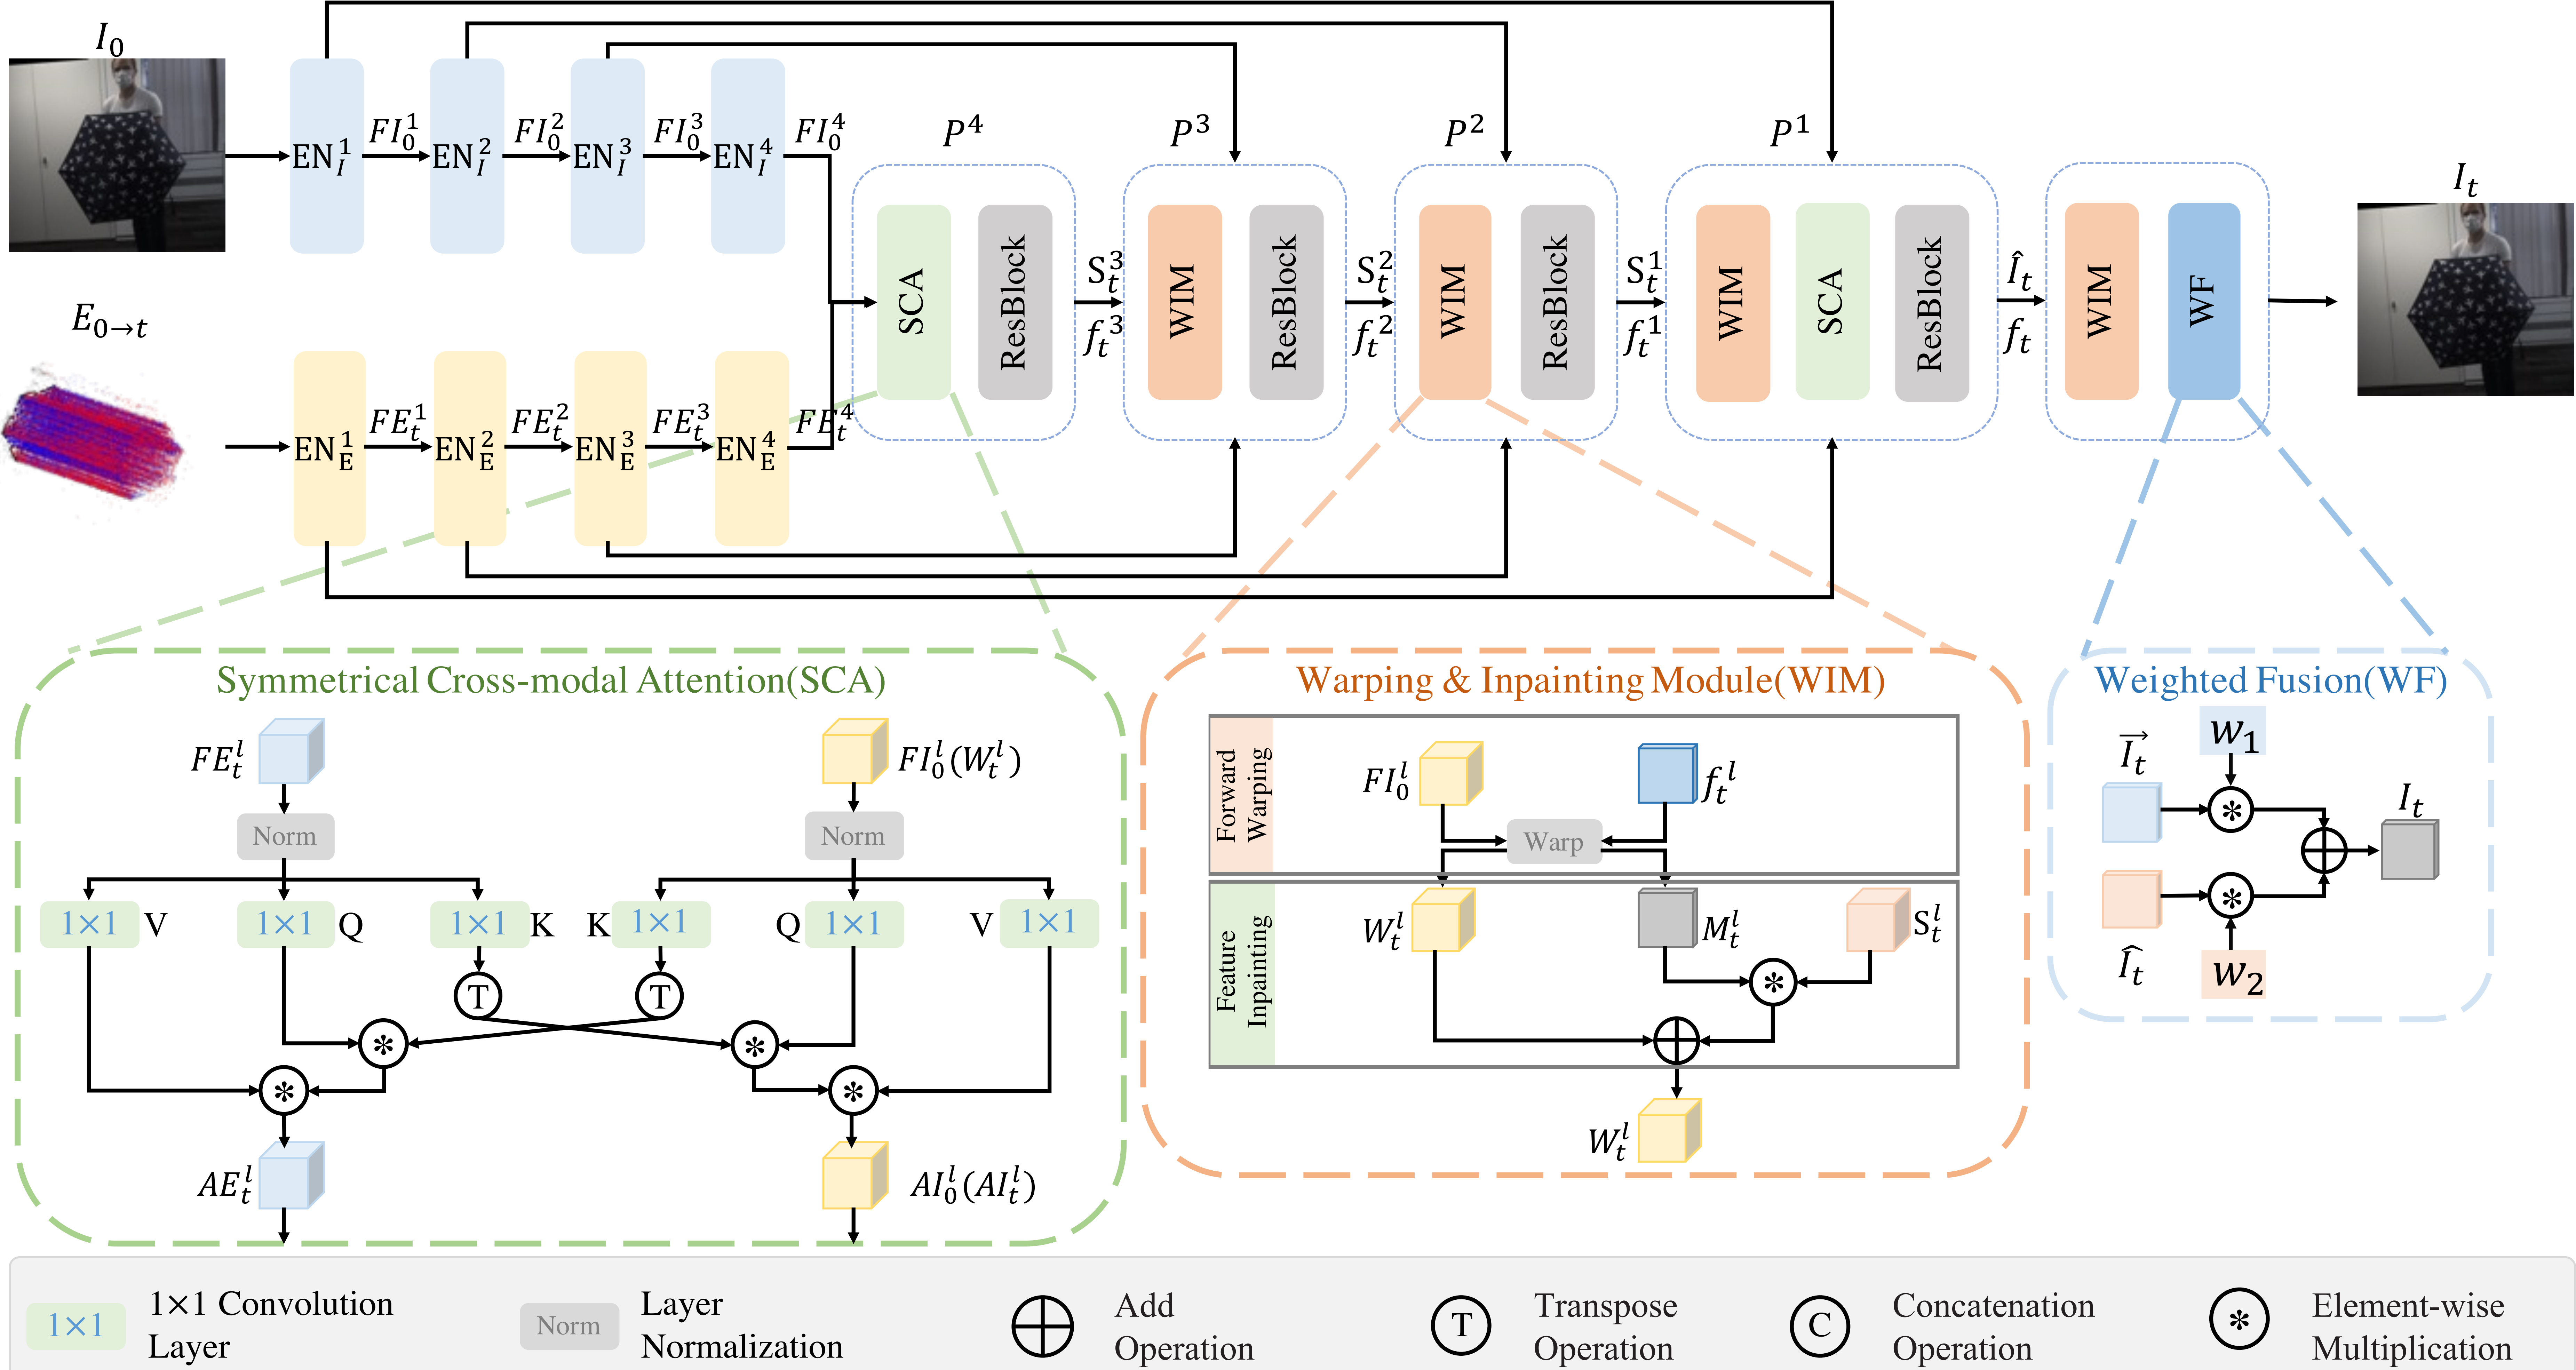 I_0
EN_I^1 FI_0^1 EN_I^2 FI_0^2 EN_I^3 FI_0^3 EN_I^4 FI_0^4
P^4 P^3 P^2 P^1
I_t
E_{0→t}
EN_E^1 FE_t^1 EN_E^2 FE_t^2 EN_E^3 FE_t^3 EN_E^4 FE_t^4
SCA ResBlock
S_t^3
f_t^3
WIM ResBlock
S_t^2
f_t^2
WIM ResBlock
S_t^1
f_t^1
WIM SCA ResBlock
Î_t
f_t
WIM WF
Symmetrical Cross-modal Attention(SCA)
FE_t^l FI_0^l(W_t^l)
Norm Norm
1×1 V 1×1 Q 1×1 K K 1×1 Q 1×1 V 1×1
T T
* *
* *
AE_t^l AI_0^l(AI_t^l)
Warping & Inpainting Module(WIM)
Forward
Warping
FI_0^l f_t^l
Warp
Feature
Inpainting
W_t^l M_t^l S_t^l
*
W_t^l
Weighted Fusion(WF)
w_1
\vec{I_t} * I_t
*
\hat{I_t} w_2
1×1 1×1 Convolution
Layer
Norm Layer
Normalization
Add
Operation
T Transpose
Operation
C Concatenation
Operation
* Element-wise
Multiplication